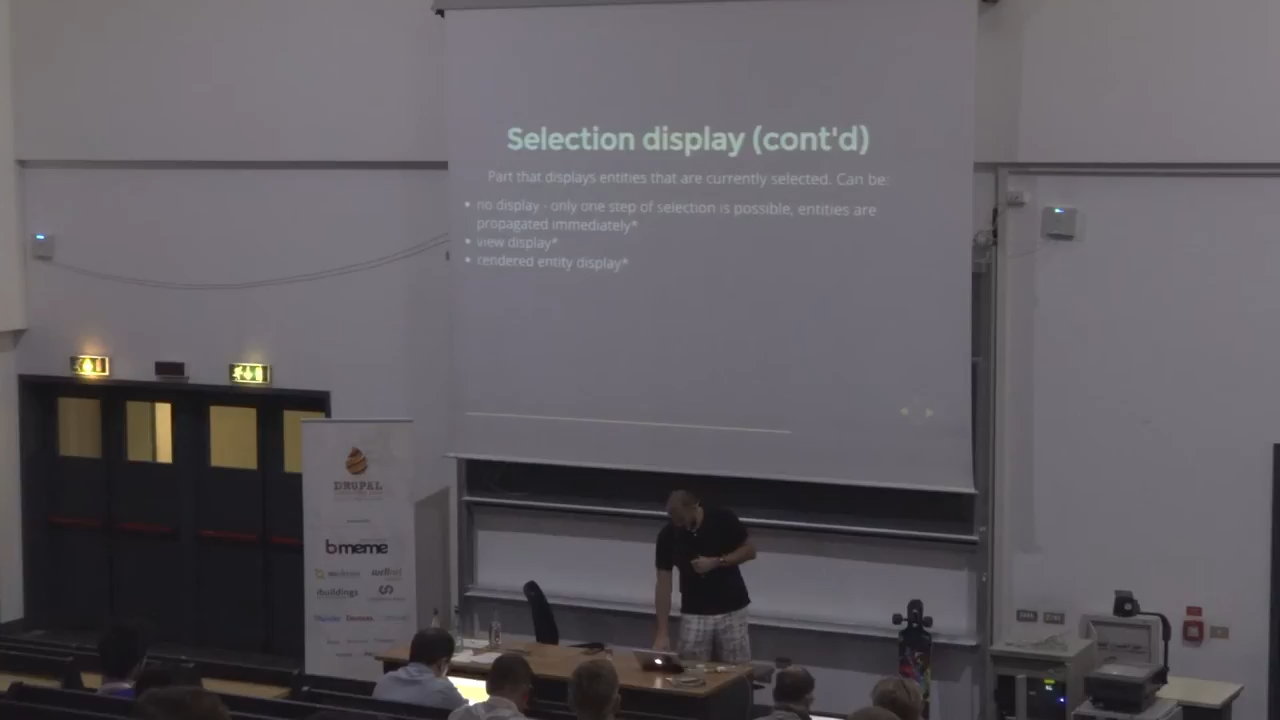 Selection display (cont'd)
Part that displays entities that are currently selected. Can be:
• no display - only one step of selection is possible, entities are
propagated immediately*
• view display*
• rendered entity display*
DRUPAL
bmeme
ibuildings